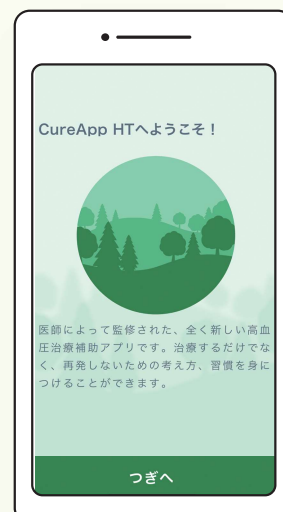 CureApp HTへようこそ！
医師によって監修された、全く新しい高血
圧治療補助アプリです。治療するだけでな
く、再発しないための考え方、習慣を身に
つけることができます。
つぎへ